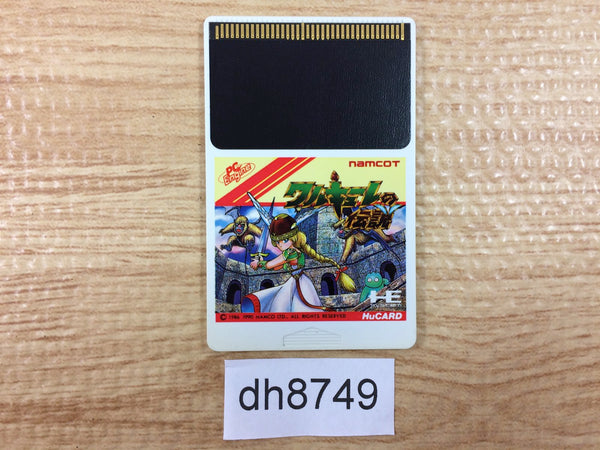 PC Engine
namcot
ワルキューレの
伝説
HE SYSTEM
© 1986 1990 NAMCO LTD., ALL RIGHTS RESERVED
HuCARD
dh8749